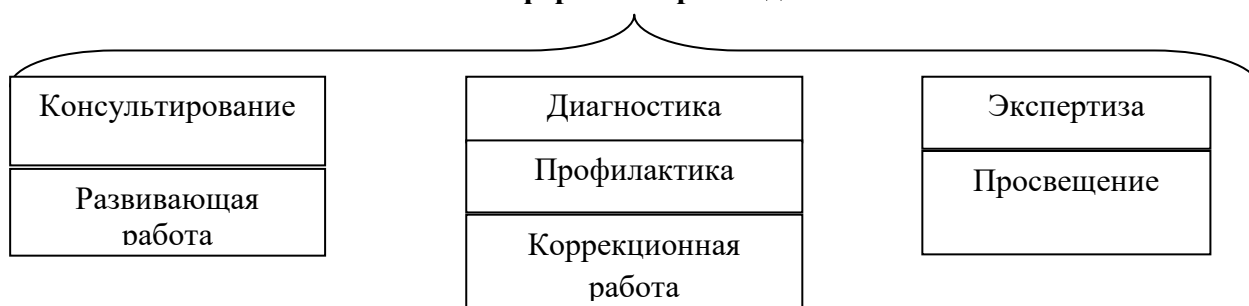 Консультирование
Развивающая
работа
Диагностика
Профилактика
Коррекционная
работа
Экспертиза
Просвещение